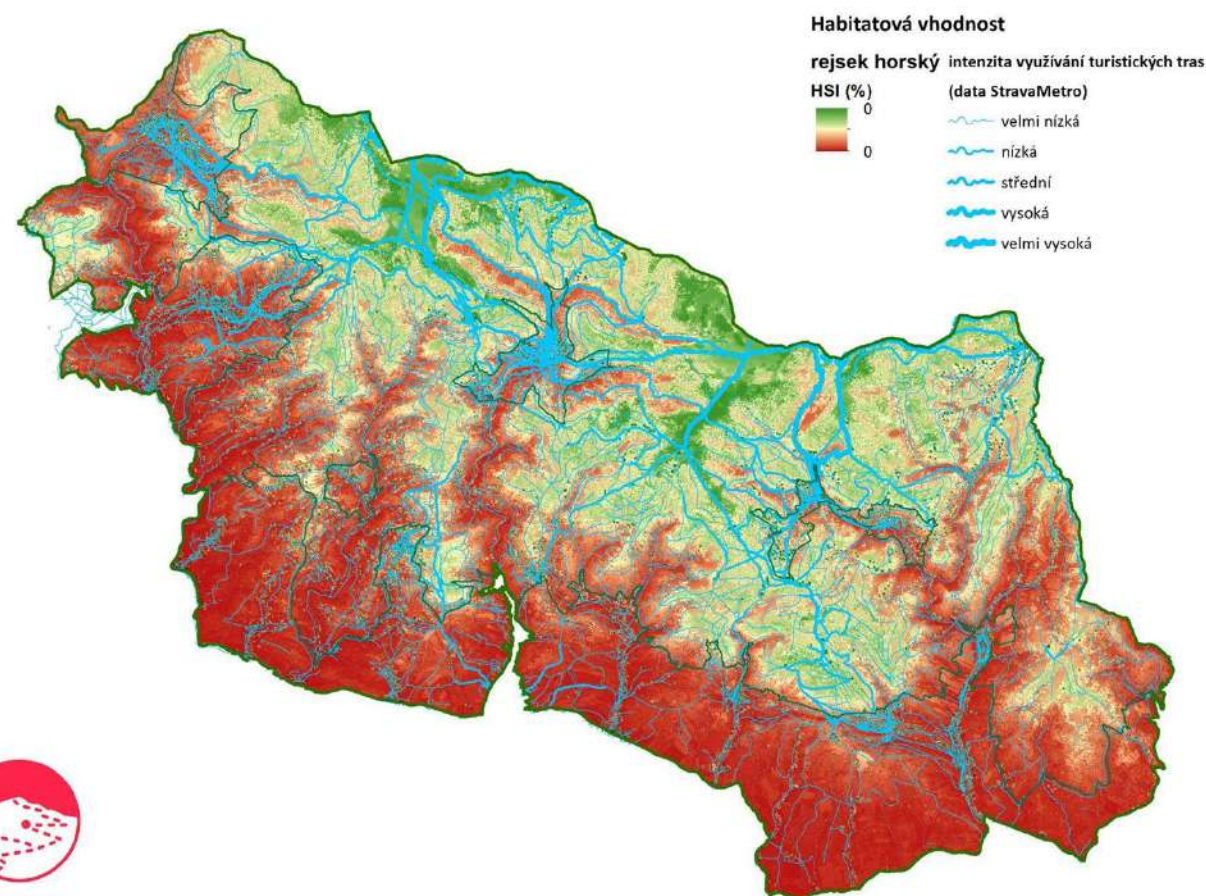 Habitatová vhodnost
rejsek horský intenzita využívání turistických tras
HSI (%) (data StravaMetro)
0
0
velmi nízká
nízká
střední
vysoká
velmi vysoká